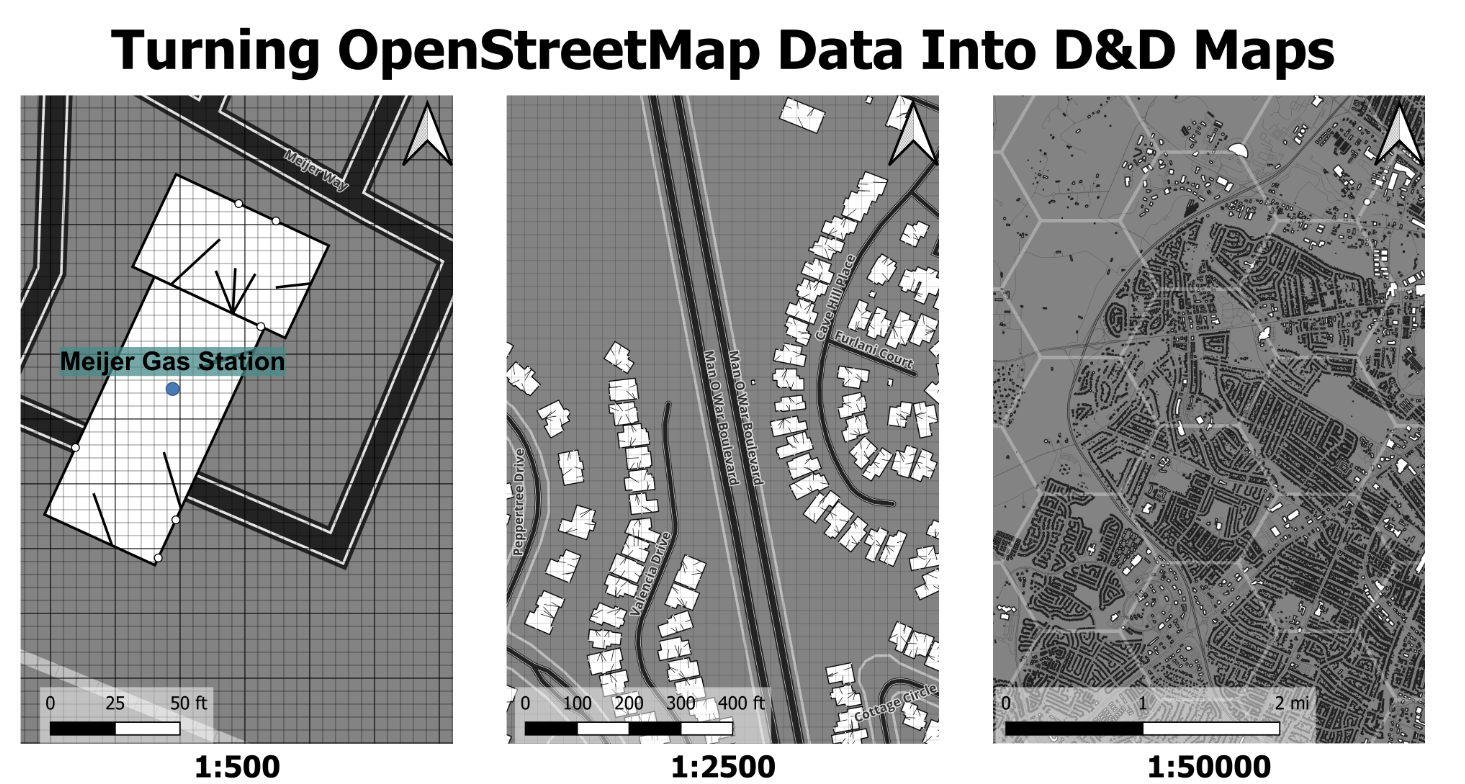 Turning OpenStreetMap Data Into D&D Maps
Meijer Way
Meijer Gas Station
0 25 50 ft
1:500
Man O War Boulevard
Man O War Boulevard
Cave Hill Place
Furlani Court
Peppertree Drive
Valencia Drive
Cottage Circle
0 100 200 300 400 ft
1:2500
0 1 2 mi
1:50000